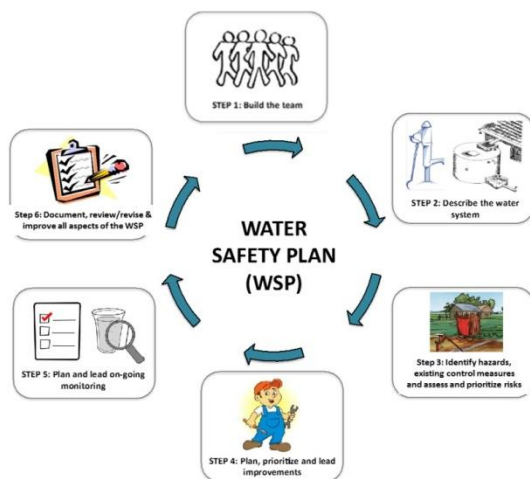 STEP 1: Build the team
STEP 2: Describe the water
system
Step 3: Identify hazards,
existing control measures
and assess and prioritize risks
STEP 4: Plan, prioritize and lead
improvements
STEP 5: Plan and lead on-going
monitoring
Step 6: Document, review/revise &
improve all aspects of the WSP
WATER
SAFETY PLAN
(WSP)